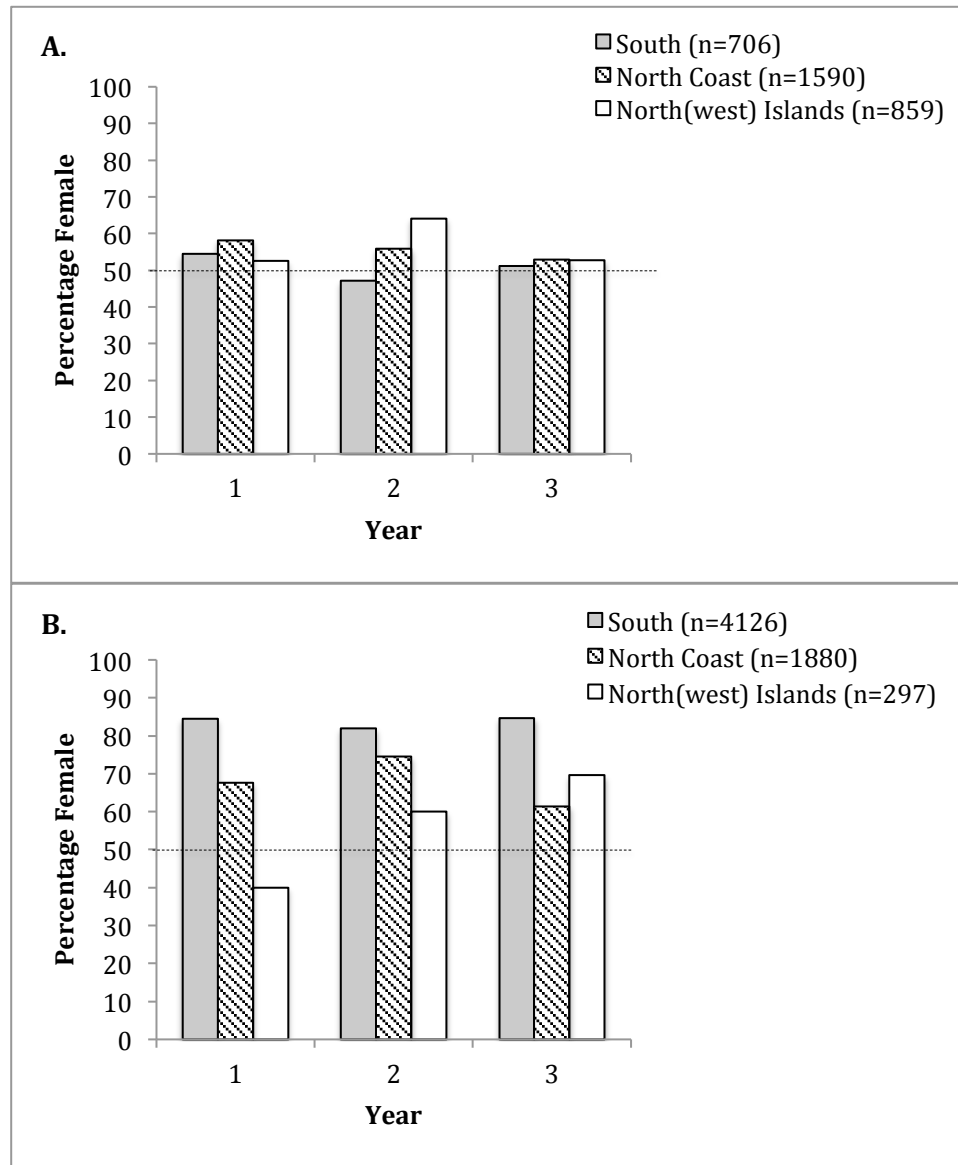 A.
South (n=706)
North Coast (n=1590)
North(west) Islands (n=859)
100
90
80
70
60
50
40
30
20
10
0
Percentage Female
1 2 3
Year
B.
South (n=4126)
North Coast (n=1880)
North(west) Islands (n=297)
100
90
80
70
60
50
40
30
20
10
0
Percentage Female
1 2 3
Year